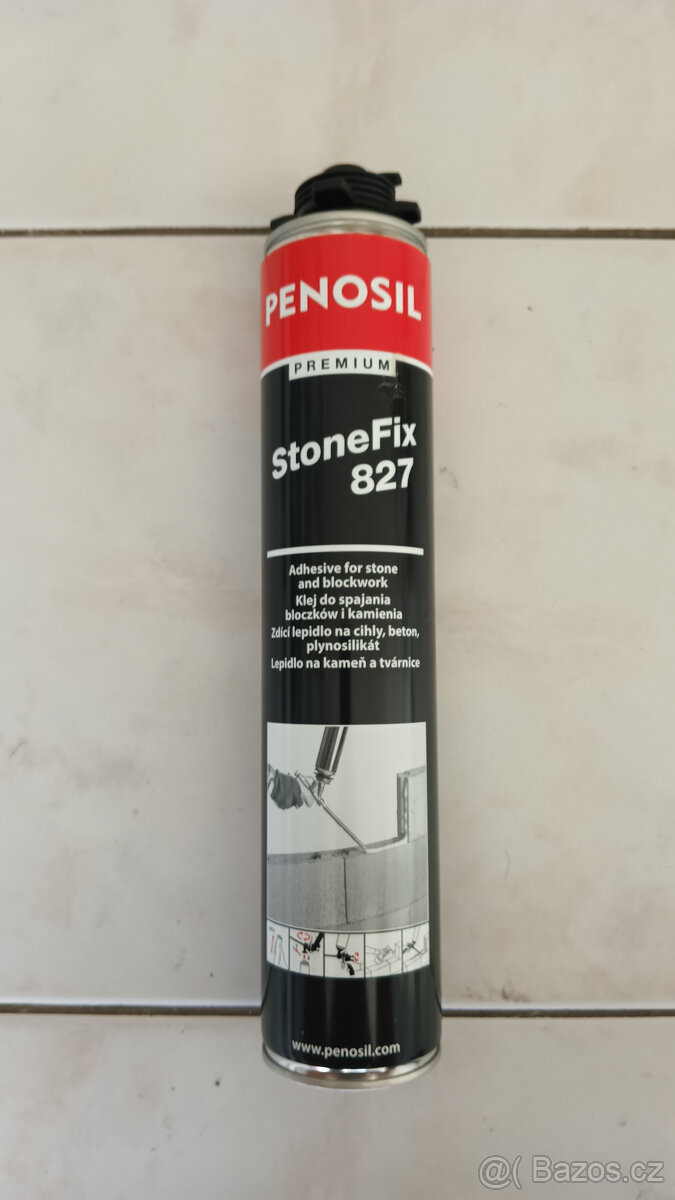 PENOSIL
PREMIUM
StoneFix
827
Adhesive for stone
and blockwork
Klej do spajania
bloczków i kamienia
Zdící lepidlo na cihly, beton,
plynosilikát
Lepidlo na kameň a tvárnice
www.penosil.com
@( Bazos.cz